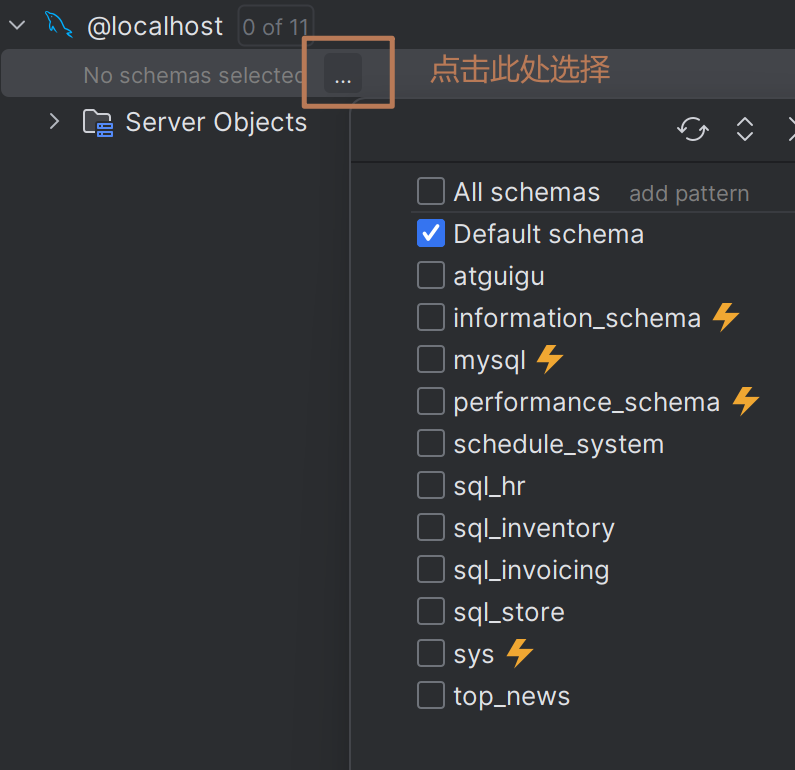 @localhost 0 of 11
No schemas selected ... 点击此处选择
Server Objects
All schemas add pattern
Default schema
atguigu
information_schema
mysql
performance_schema
schedule_system
sql_hr
sql_inventory
sql_invoicing
sql_store
sys
top_news